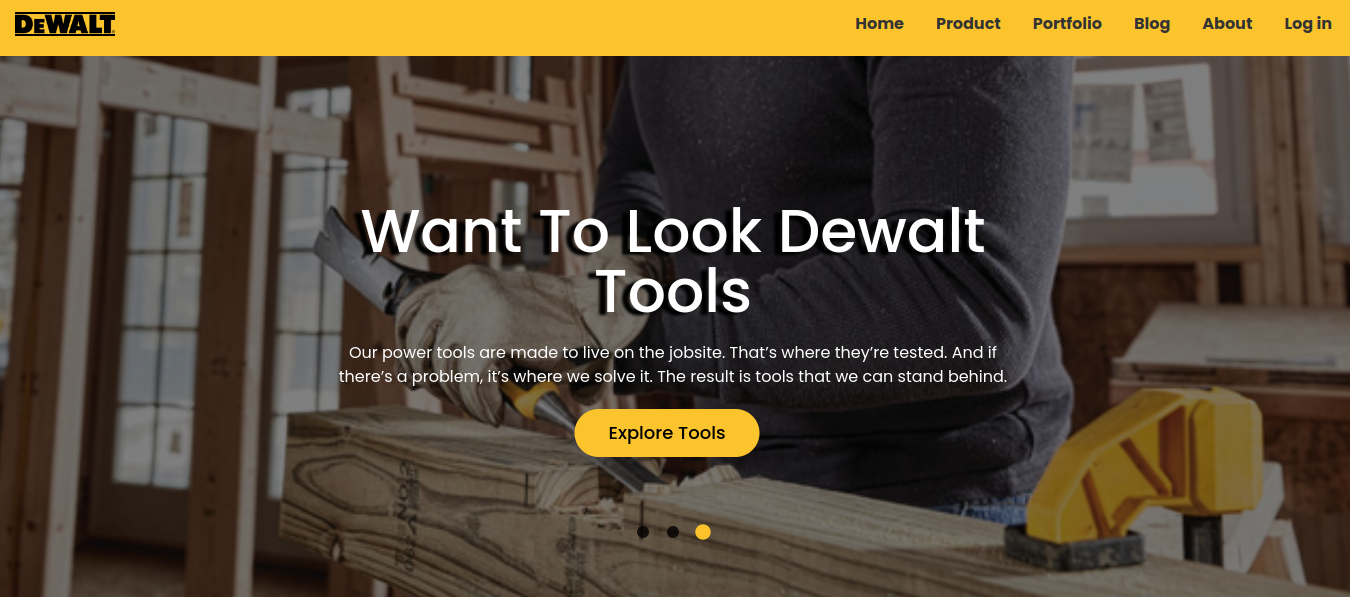 DEWALT
Home Product Portfolio Blog About Log in
Want To Look Dewalt
Tools
Our power tools are made to live on the jobsite. That’s where they’re tested. And if
there’s a problem, it’s where we solve it. The result is tools that we can stand behind.
Explore Tools